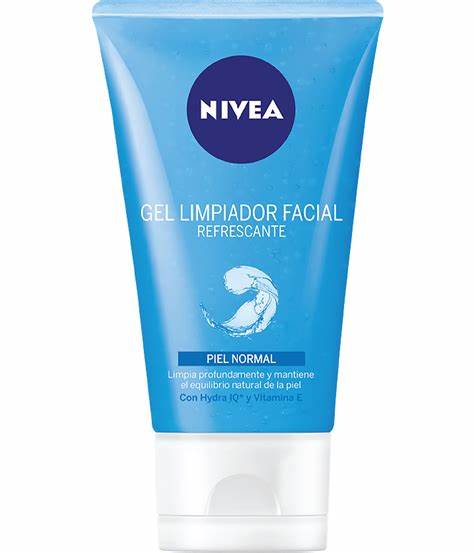 NIVEA
GEL LIMPIADOR FACIAL
REFRESCANTE
PIEL NORMAL
Limpia profundamente y mantiene
el equilibrio natural de la piel
Con Hydra IQ* y Vitamina E